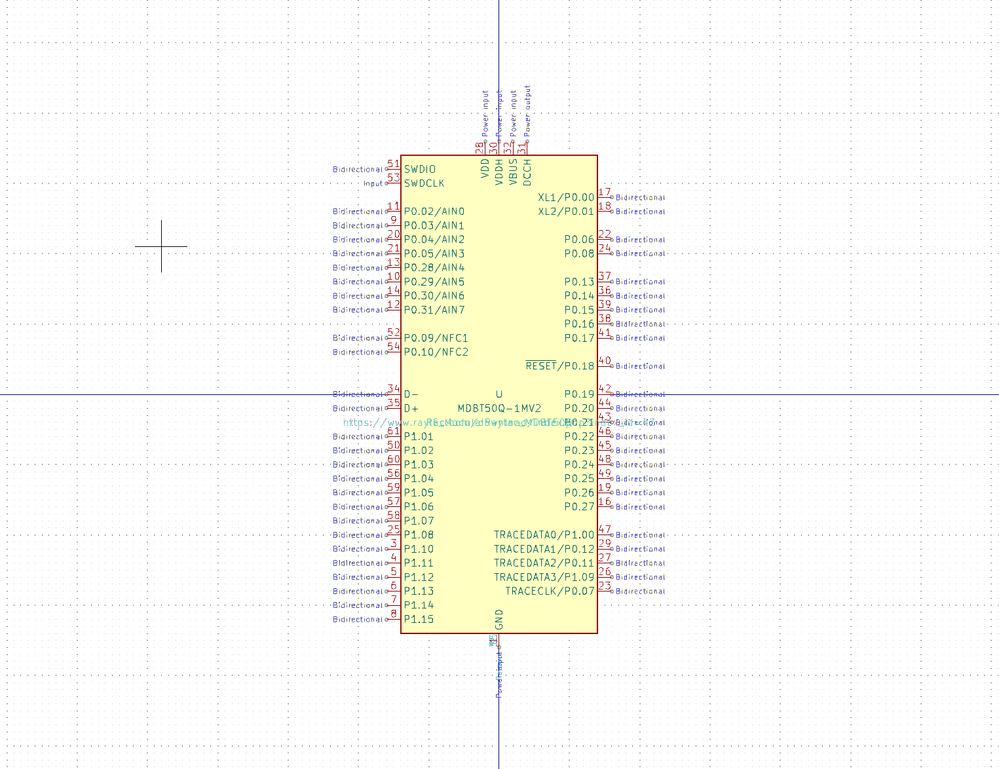 Power input
Power input
Power input
Power output
28
30
32
31
VDD
VDDH
VBUS
DCCH
Bidirectional 51 SWDIO
Input 53 SWDCLK
XL1/P0.00 17 Bidirectional
Bidirectional 11 P0.02/AIN0 XL2/P0.01 18 Bidirectional
Bidirectional 9 P0.03/AIN1
Bidirectional 20 P0.04/AIN2 P0.06 22 Bidirectional
Bidirectional 21 P0.05/AIN3 P0.08 24 Bidirectional
Bidirectional 13 P0.28/AIN4
Bidirectional 10 P0.29/AIN5 P0.13 37 Bidirectional
Bidirectional 14 P0.30/AIN6 P0.14 36 Bidirectional
Bidirectional 12 P0.31/AIN7 P0.15 39 Bidirectional
P0.16 38 Bidirectional
Bidirectional 52 P0.09/NFC1 P0.17 41 Bidirectional
Bidirectional 54 P0.10/NFC2
RESET/P0.18 40 Bidirectional
Bidirectional 34 D- U P0.19 42 Bidirectional
Bidirectional 35 D+ MDBT50Q-1MV2 P0.20 44 Bidirectional
P0.21 43 Bidirectional
Bidirectional 61 P1.01 P0.22 46 Bidirectional
Bidirectional 50 P1.02 P0.23 45 Bidirectional
Bidirectional 60 P1.03 P0.24 48 Bidirectional
Bidirectional 56 P1.04 P0.25 49 Bidirectional
Bidirectional 59 P1.05 P0.26 19 Bidirectional
Bidirectional 57 P1.06 P0.27 16 Bidirectional
Bidirectional 58 P1.07
Bidirectional 25 P1.08 TRACEDATA0/P1.00 47 Bidirectional
Bidirectional 3 P1.10 TRACEDATA1/P0.12 29 Bidirectional
Bidirectional 4 P1.11 TRACEDATA2/P0.11 27 Bidirectional
Bidirectional 5 P1.12 TRACEDATA3/P1.09 26 Bidirectional
Bidirectional 6 P1.13 TRACECLK/P0.07 23 Bidirectional
Bidirectional 7 P1.14
Bidirectional 8 P1.15
GND
Power input